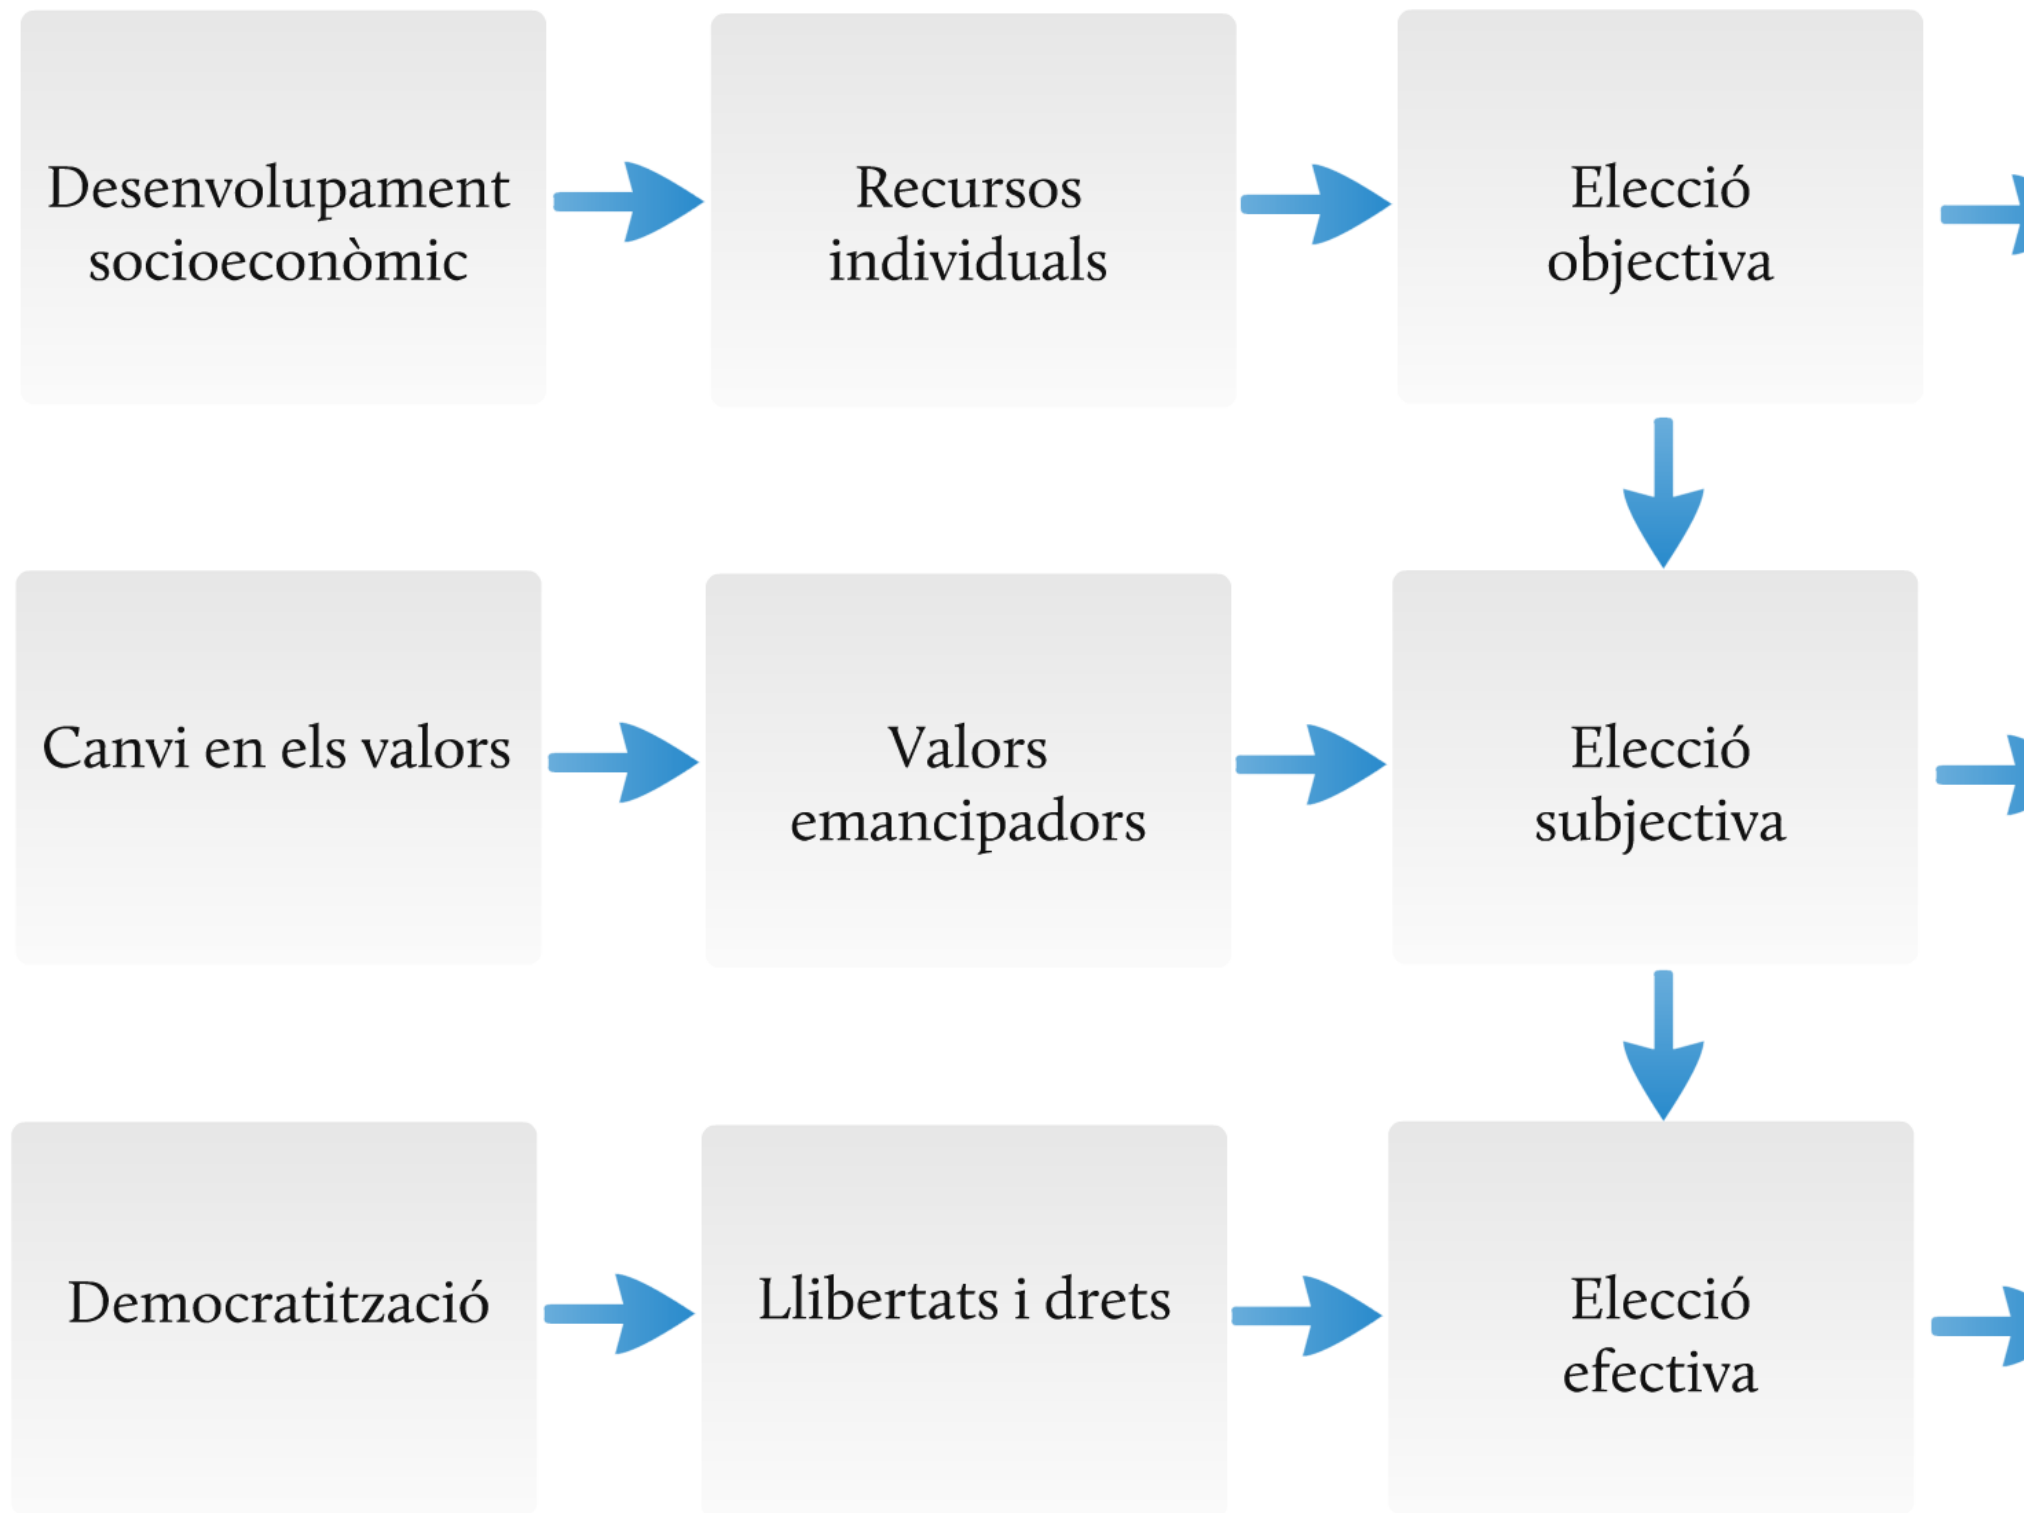 Desenvolupament
socioeconòmic
Recursos
individuals
Elecció
objectiva
Canvi en els valors
Valors
emancipadors
Elecció
subjectiva
Democratització
Llibertats i drets
Elecció
efectiva